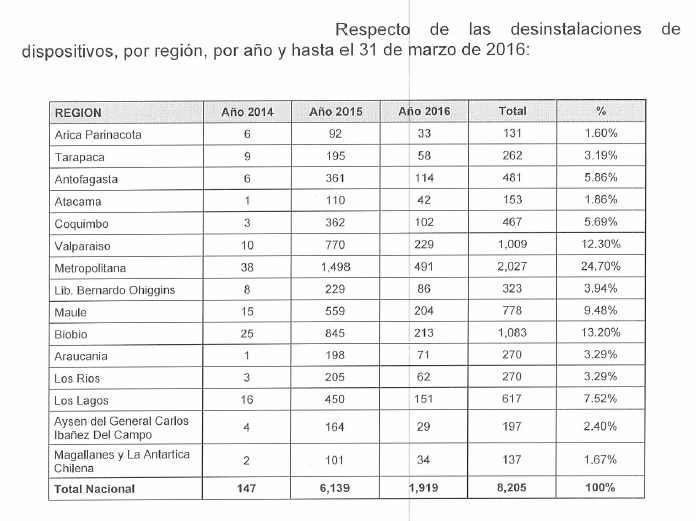 Respecto de las desinstalaciones de
dispositivos, por región, por año y hasta el 31 de marzo de 2016:
REGION Año 2014 Año 2015 Año 2016 Total %
Arica Parinacota 6 92 33 131 1.60%
Tarapaca 9 195 58 262 3.19%
Antofagasta 6 361 114 481 5.86%
Atacama 1 110 42 153 1.86%
Coquimbo 3 362 102 467 5.69%
Valparaiso 10 770 229 1,009 12.30%
Metropolitana 38 1,498 491 2,027 24.70%
Lib. Bernardo Ohiggins 8 229 86 323 3.94%
Maule 15 559 204 778 9.48%
Biobio 25 845 213 1,083 13.20%
Araucania 1 198 71 270 3.29%
Los Rios 3 205 62 270 3.29%
Los Lagos 16 450 151 617 7.52%
Aysen del General Carlos
Ibañez Del Campo 4 164 29 197 2.40%
Magallanes y La Antartica
Chilena 2 101 34 137 1.67%
Total Nacional 147 6,139 1,919 8,205 100%